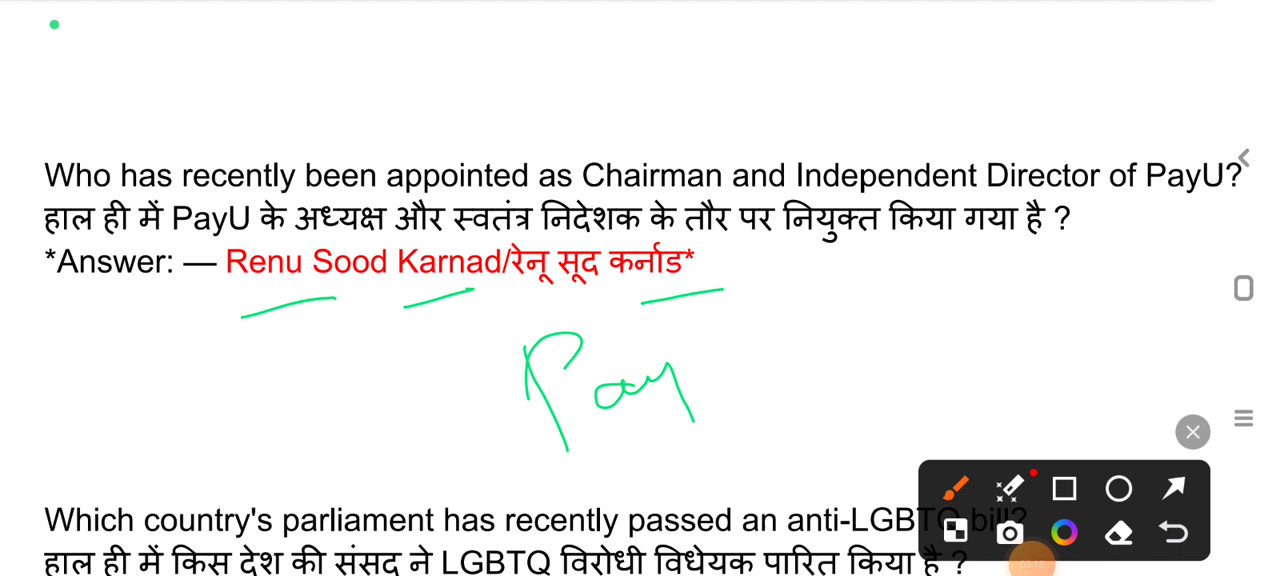 Who has recently been appointed as Chairman and Independent Director of PayU?
हाल ही में PayU के अध्यक्ष और स्वतंत्र निदेशक के तौर पर नियुक्त किया गया है ?
*Answer: — Renu Sood Karnad/रेनू सूद कर्नाड*
Pay
Which country's parliament has recently passed an anti-LGBTQ bill?
हाल ही में किस देश की संसद ने LGBTQ विरोधी विधेयक पारित किया है ?
03:18